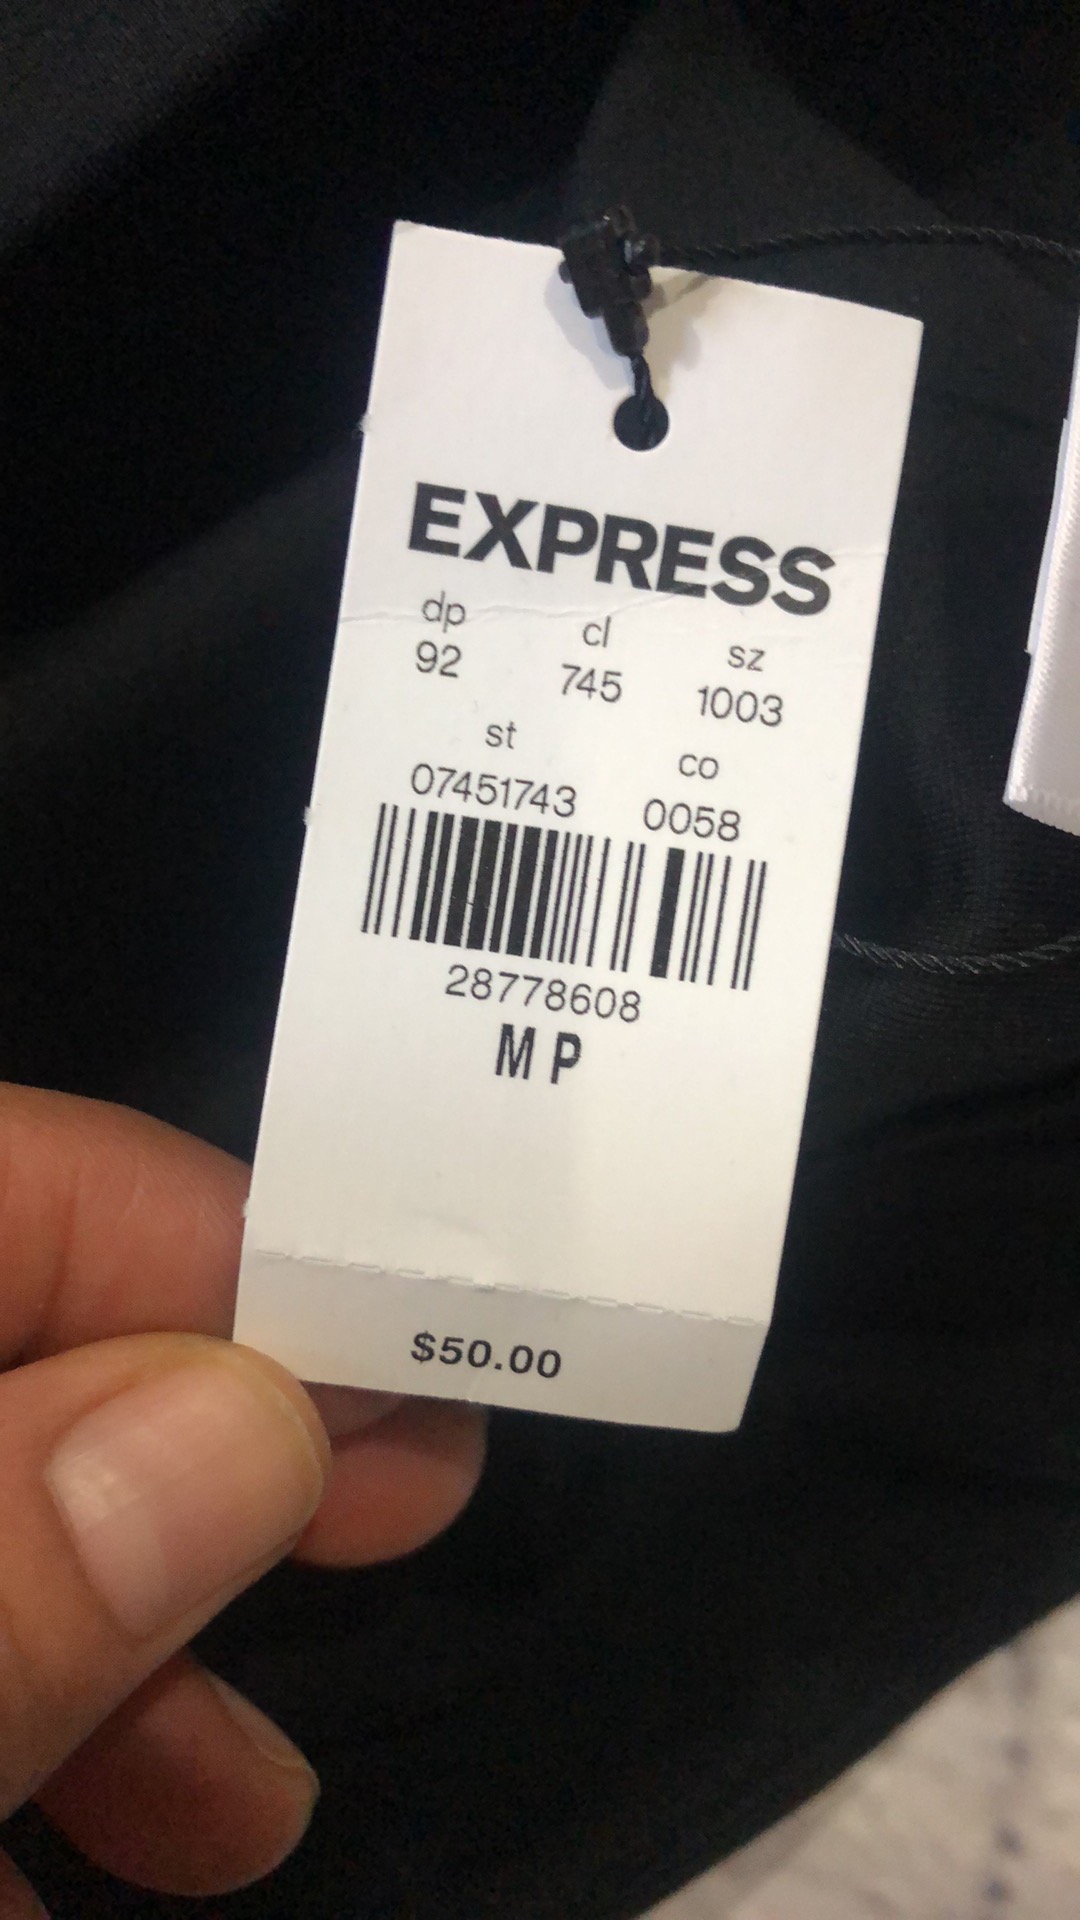 EXPRESS
dp cl sz
92 745 1003
st co
07451743 0058
28778608
M P
$50.00